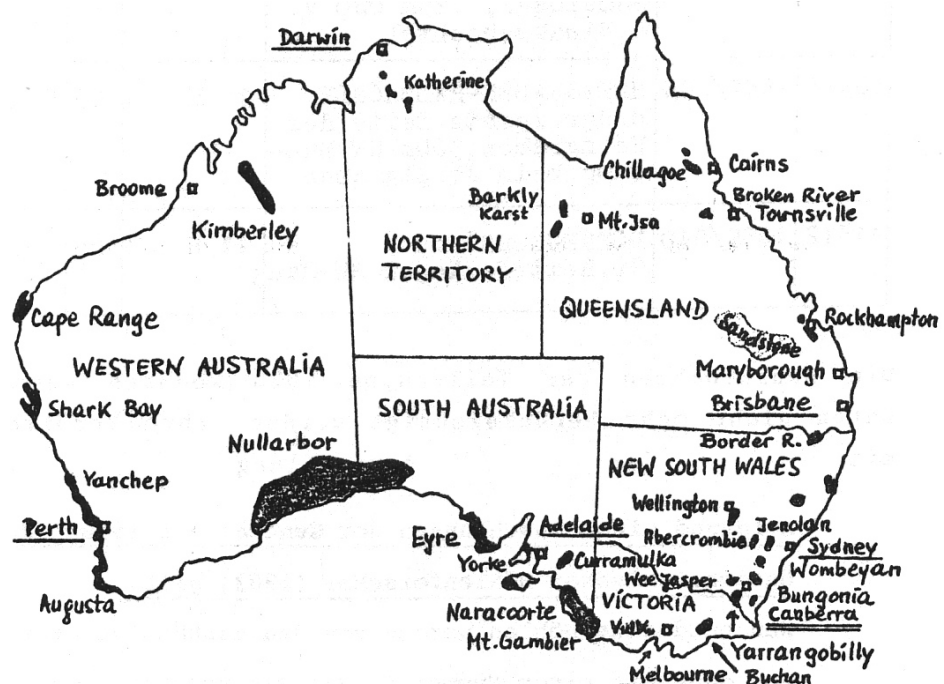 Darwin
Katherine
Chillagoe
Cairns
Broome
Barkly
Karst
Mt.Isa
Broken River
Townsville
Kimberley
NORTHERN
TERRITORY
Cape Range
QUEENSLAND
Sandstone
Rockhampton
WESTERN AUSTRALIA
Maryborough
Shark Bay
SOUTH AUSTRALIA
Brisbane
Nullarbor
Border R.
NEW SOUTH WALES
Yanchep
Wellington
Perth
Eyre
Adelaide
Abercrombie
Jenolan
Sydney
Yorke
Curramulka
Wombeyan
Augusta
Wee Jasper
Naracoorte
VICTORIA
Bungonia
Canberra
Mt.Gambier
Yarrangobilly
Melbourne
Buchan